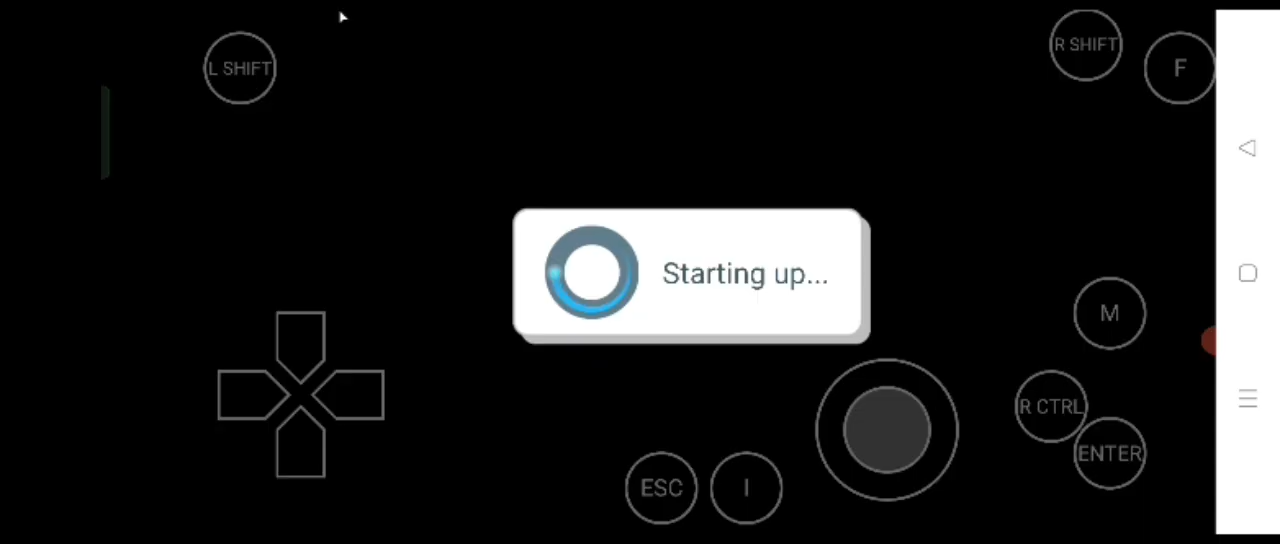 L SHIFT
R SHIFT
F
Starting up...
M
R CTRL
ENTER
ESC
I